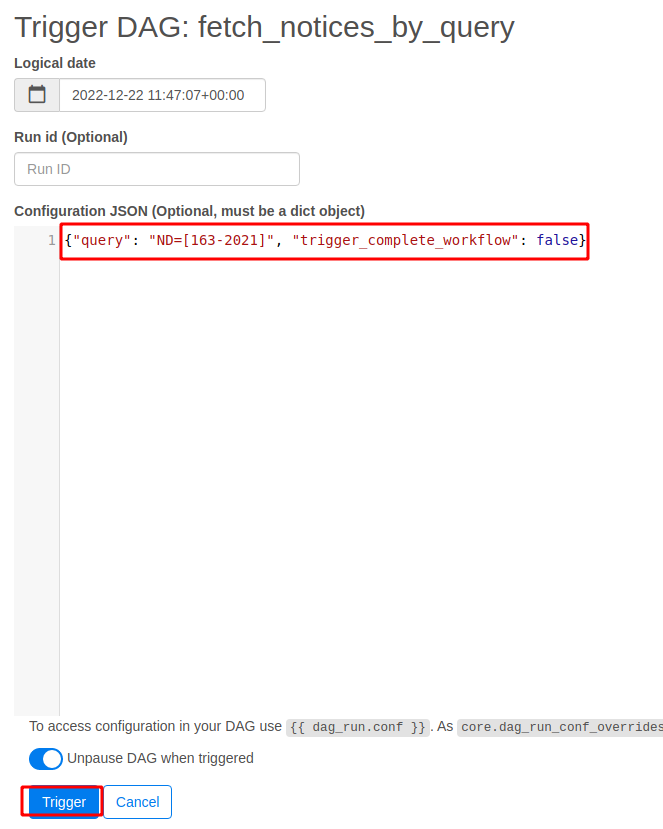 Trigger DAG: fetch_notices_by_query
Logical date
2022-12-22 11:47:07+00:00
Run id (Optional)
Run ID
Configuration JSON (Optional, must be a dict object)
1 {"query": "ND=[163-2021]", "trigger_complete_workflow": false}
To access configuration in your DAG use {{ dag_run.conf }}. As core.dag_run_conf_overrides
Unpause DAG when triggered
Trigger Cancel